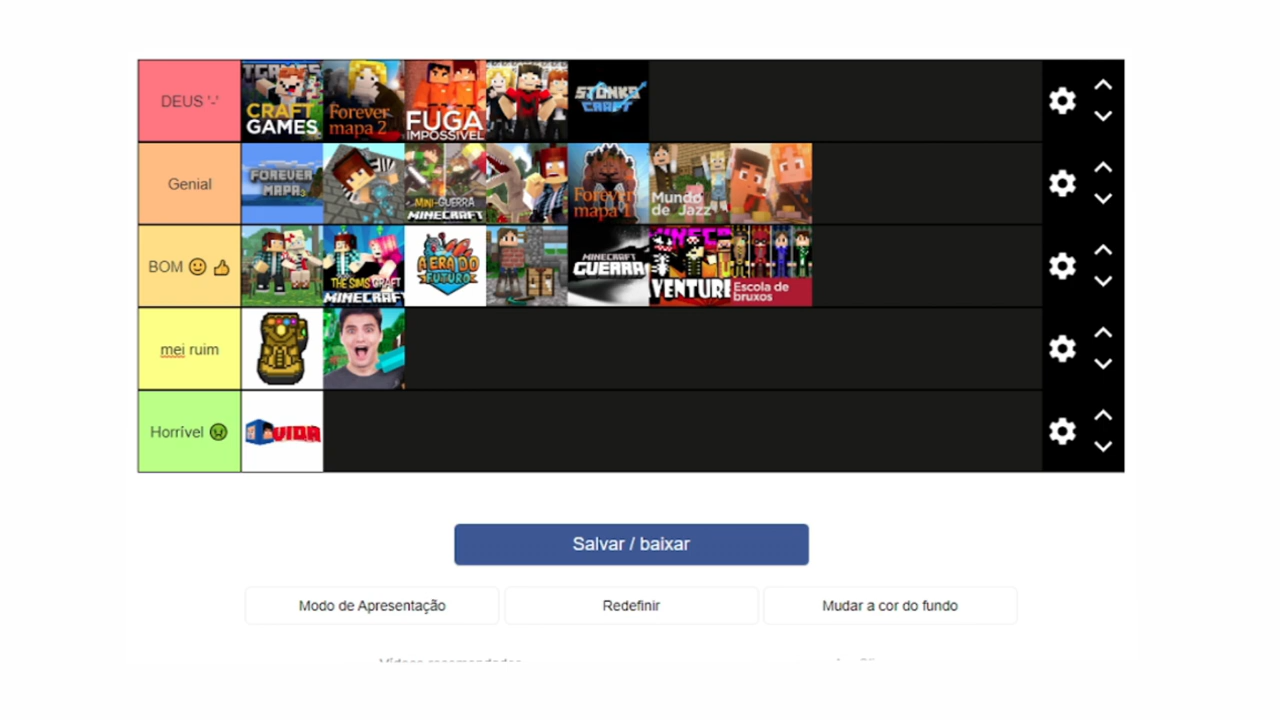 DEUS '-'
TGAMES
CRAFT
GAMES
Forever
mapa 2
FUGA
IMPOSSÍVEL
STONKS
CRAFT
Genial
FOREVER
MAPA 3
MINI-GUERRA
MINECRAFT
Forever
mapa 1
Mundo
de Jazz
BOM 🙂 👍
THE SIMS CRAFT
MINECRAFT
A ERA DO
FUTURO
MINECRAFT
GUERRA
VENTURE
Escola de
bruxos
mei ruim
VIDA
Horrível 🤢
Salvar / baixar
Modo de Apresentação
Redefinir
Mudar a cor do fundo